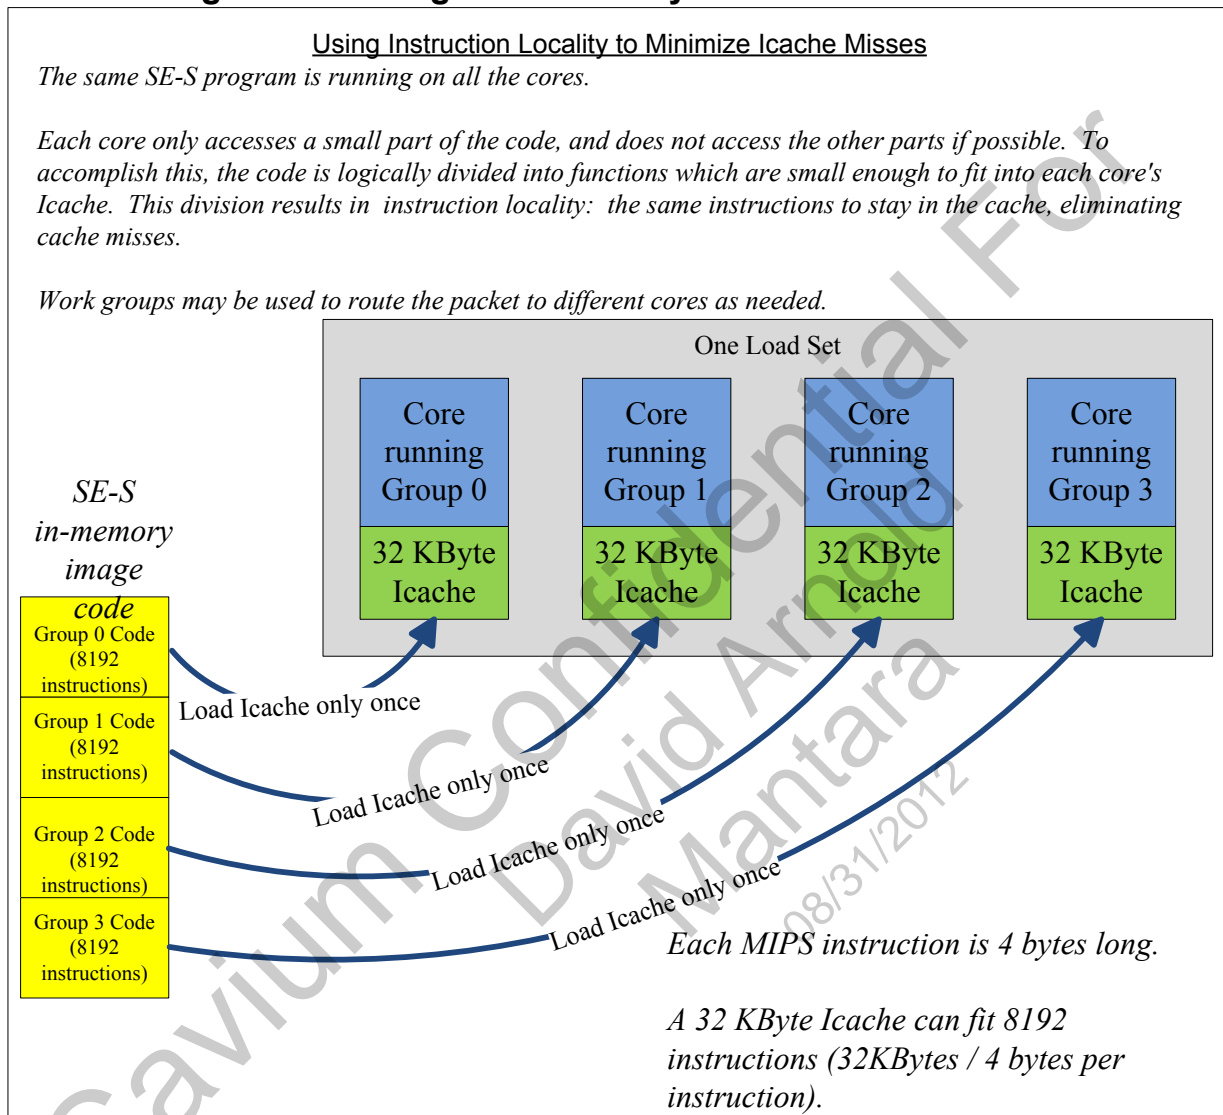 Using Instruction Locality to Minimize Icache Misses
The same SE-S program is running on all the cores.
Each core only accesses a small part of the code, and does not access the other parts if possible.  To
accomplish this, the code is logically divided into functions which are small enough to fit into each core's
Icache.  This division results in  instruction locality:  the same instructions to stay in the cache, eliminating
cache misses.
Work groups may be used to route the packet to different cores as needed.
One Load Set
Core
running
Group 0
32 KByte
Icache
Core
running
Group 1
32 KByte
Icache
Core
running
Group 2
32 KByte
Icache
Core
running
Group 3
32 KByte
Icache
SE-S
in-memory
image
code
Group 0 Code
(8192
instructions)
Group 1 Code
(8192
instructions)
Group 2 Code
(8192
instructions)
Group 3 Code
(8192
instructions)
Load Icache only once
Load Icache only once
Load Icache only once
Load Icache only once
Each MIPS instruction is 4 bytes long.
A 32 KByte Icache can fit 8192
instructions (32KBytes / 4 bytes per
instruction).
Cavium Confidential For
David Arnold
Mantara
08/31/2012